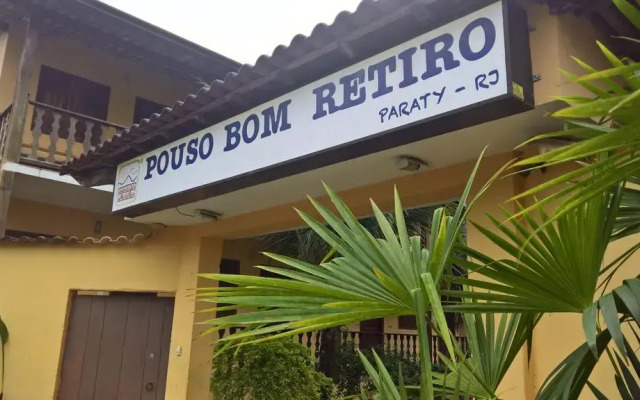 POUSO BOM RETIRO
PARATY - RJ